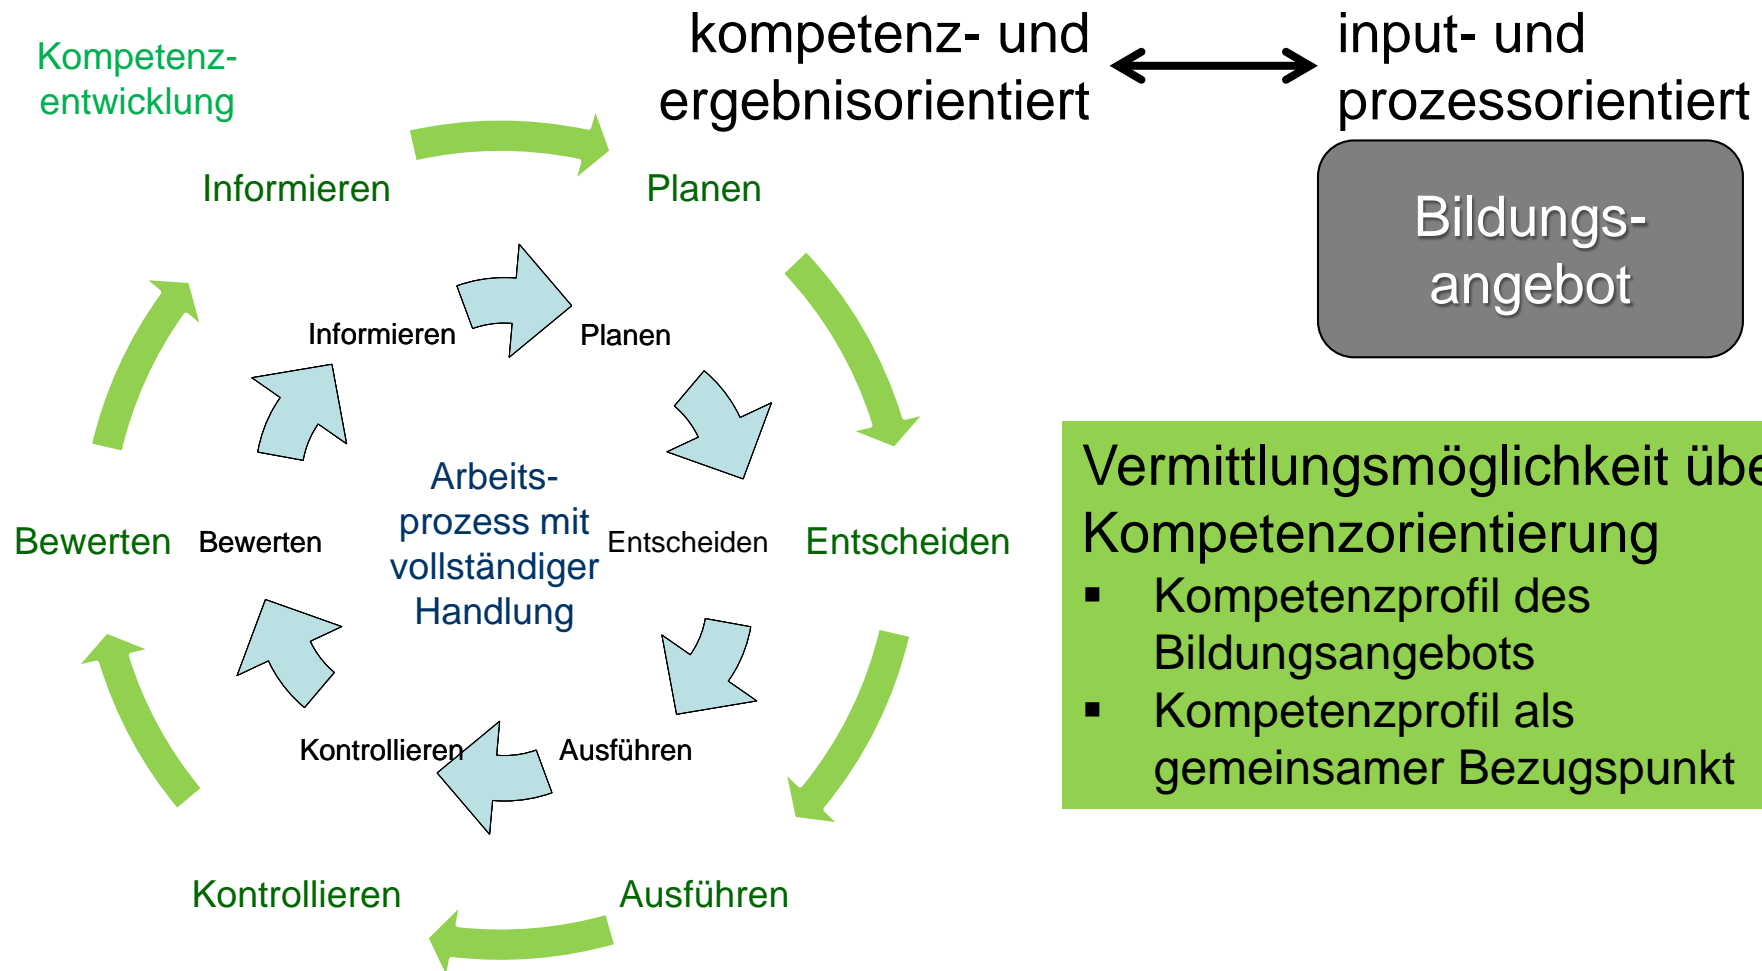 Kompetenz-
entwicklung
kompetenz- und
ergebnisorientiert
input- und
prozessorientiert
Bildungs-
angebot
Informieren
Planen
Informieren
Planen
Bewerten
Bewerten
Arbeits-
prozess mit
vollständiger
Handlung
Entscheiden
Entscheiden
Kontrollieren
Ausführen
Kontrollieren
Ausführen
Vermittlungsmöglichkeit übe
Kompetenzorientierung
▪ Kompetenzprofil des
Bildungsangebots
▪ Kompetenzprofil als
gemeinsamer Bezugspunkt